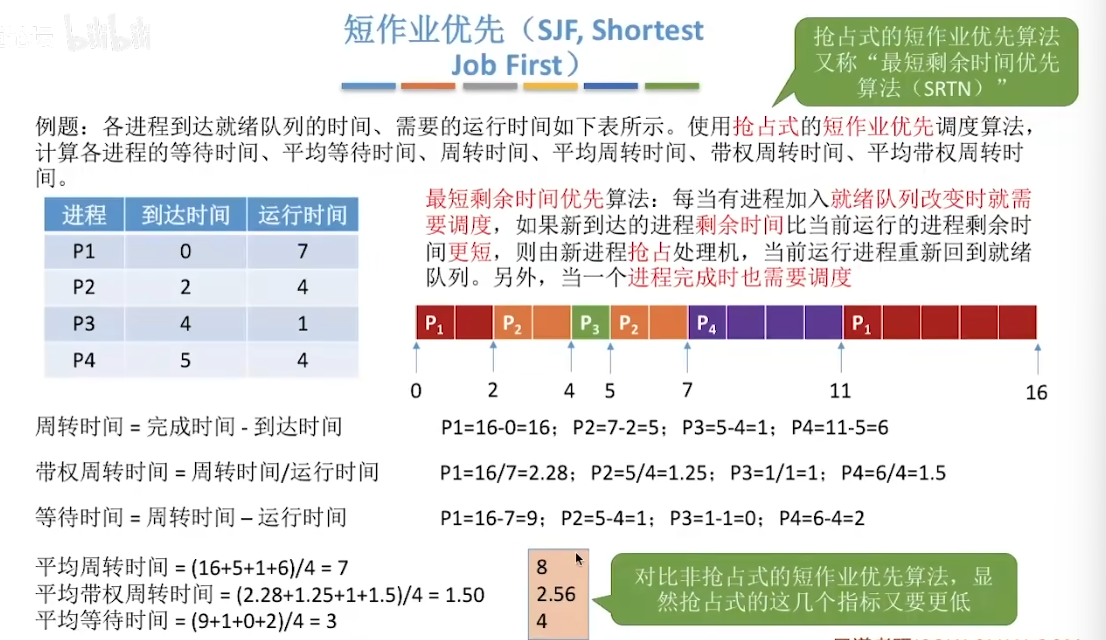 bilibili
短作业优先（SJF, Shortest
Job First）
抢占式的短作业优先算法
又称“最短剩余时间优先
算法（SRTN）”
例题：各进程到达就绪队列的时间、需要的运行时间如下表所示。使用抢占式的短作业优先调度算法，
计算各进程的等待时间、平均等待时间、周转时间、平均周转时间、带权周转时间、平均带权周转时
间。
进程 到达时间 运行时间
P1 0 7
P2 2 4
P3 4 1
P4 5 4
最短剩余时间优先算法：每当有进程加入就绪队列改变时就需
要调度，如果新到达的进程剩余时间比当前运行的进程剩余时
间更短，则由新进程抢占处理机，当前运行进程重新回到就绪
队列。另外，当一个进程完成时也需要调度
P₁ P₂ P₃ P₂ P₄ P₁
0 2 4 5 7 11 16
周转时间 = 完成时间 - 到达时间 P1=16-0=16；P2=7-2=5；P3=5-4=1；P4=11-5=6
带权周转时间 = 周转时间/运行时间 P1=16/7=2.28；P2=5/4=1.25；P3=1/1=1；P4=6/4=1.5
等待时间 = 周转时间 – 运行时间 P1=16-7=9；P2=5-4=1；P3=1-1=0；P4=6-4=2
平均周转时间 = (16+5+1+6)/4 = 7
平均带权周转时间 = (2.28+1.25+1+1.5)/4 = 1.50
平均等待时间 = (9+1+0+2)/4 = 3
8
2.56
4
对比非抢占式的短作业优先算法，显
然抢占式的这几个指标又要更低